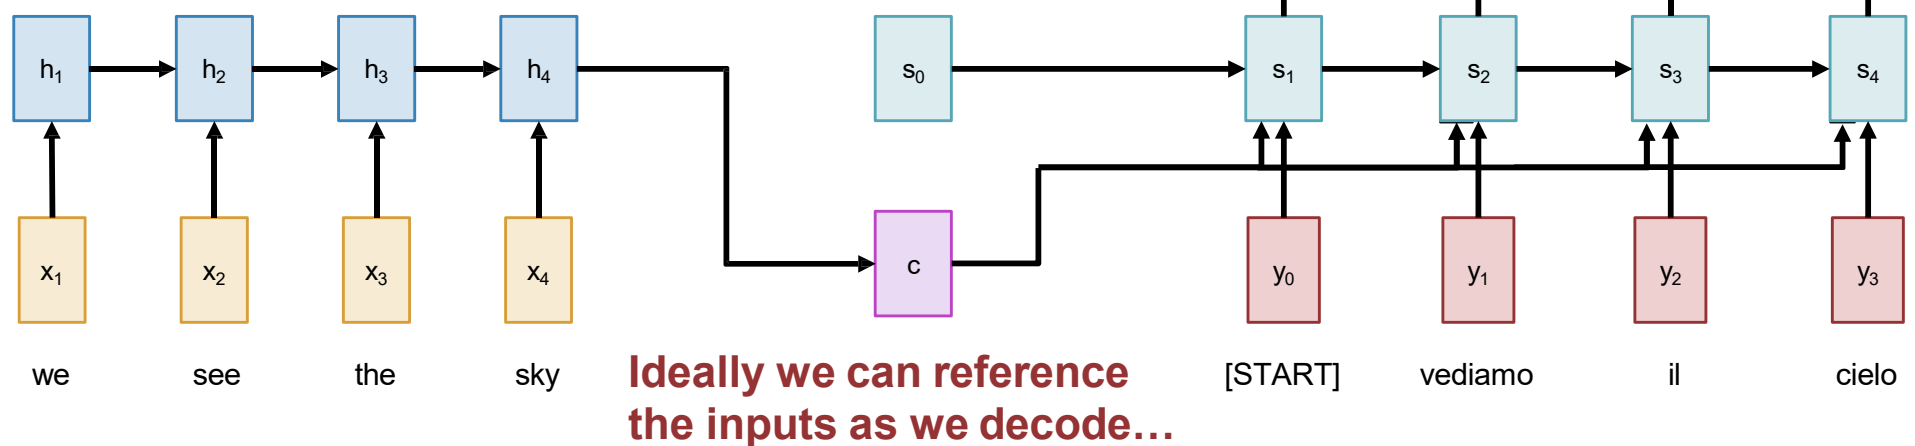 h₁ h₂ h₃ h₄ s₀ s₁ s₂ s₃ s₄
x₁ x₂ x₃ x₄ c y₀ y₁ y₂ y₃
we see the sky [START] vediamo il cielo
Ideally we can reference
the inputs as we decode…